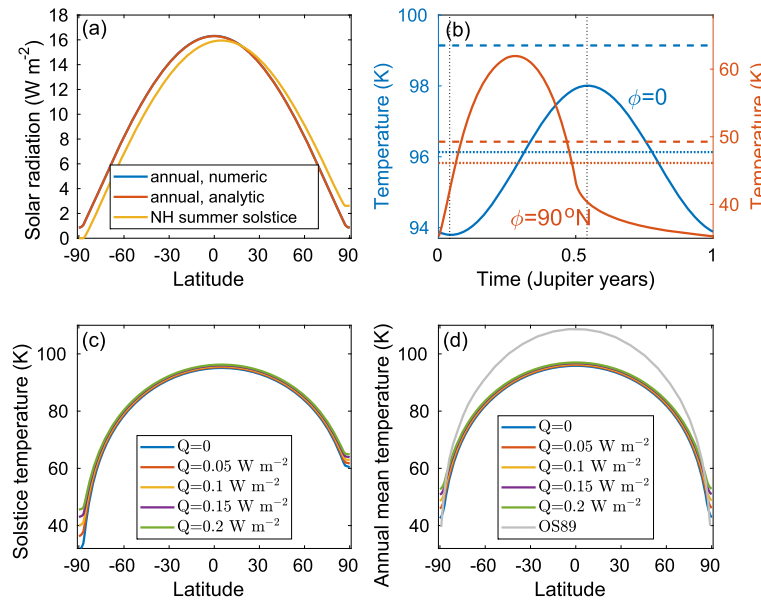 (a)
Solar radiation (W m⁻²)
18
16
14
12
10
8
6
4
2
0
annual, numeric
annual, analytic
NH summer solstice
-90 -60 -30 0 30 60 90
Latitude
(b)
Temperature (K)
100
98
96
94
ϕ=0
ϕ=90°N
60
50
40
Temperature (K)
0 0.5 1
Time (Jupiter years)
(c)
Solstice temperature (K)
100
80
60
40
Q=0
Q=0.05 W m⁻²
Q=0.1 W m⁻²
Q=0.15 W m⁻²
Q=0.2 W m⁻²
-90 -60 -30 0 30 60 90
Latitude
(d)
Annual mean temperature (K)
100
80
60
40
Q=0
Q=0.05 W m⁻²
Q=0.1 W m⁻²
Q=0.15 W m⁻²
Q=0.2 W m⁻²
OS89
-90 -60 -30 0 30 60 90
Latitude